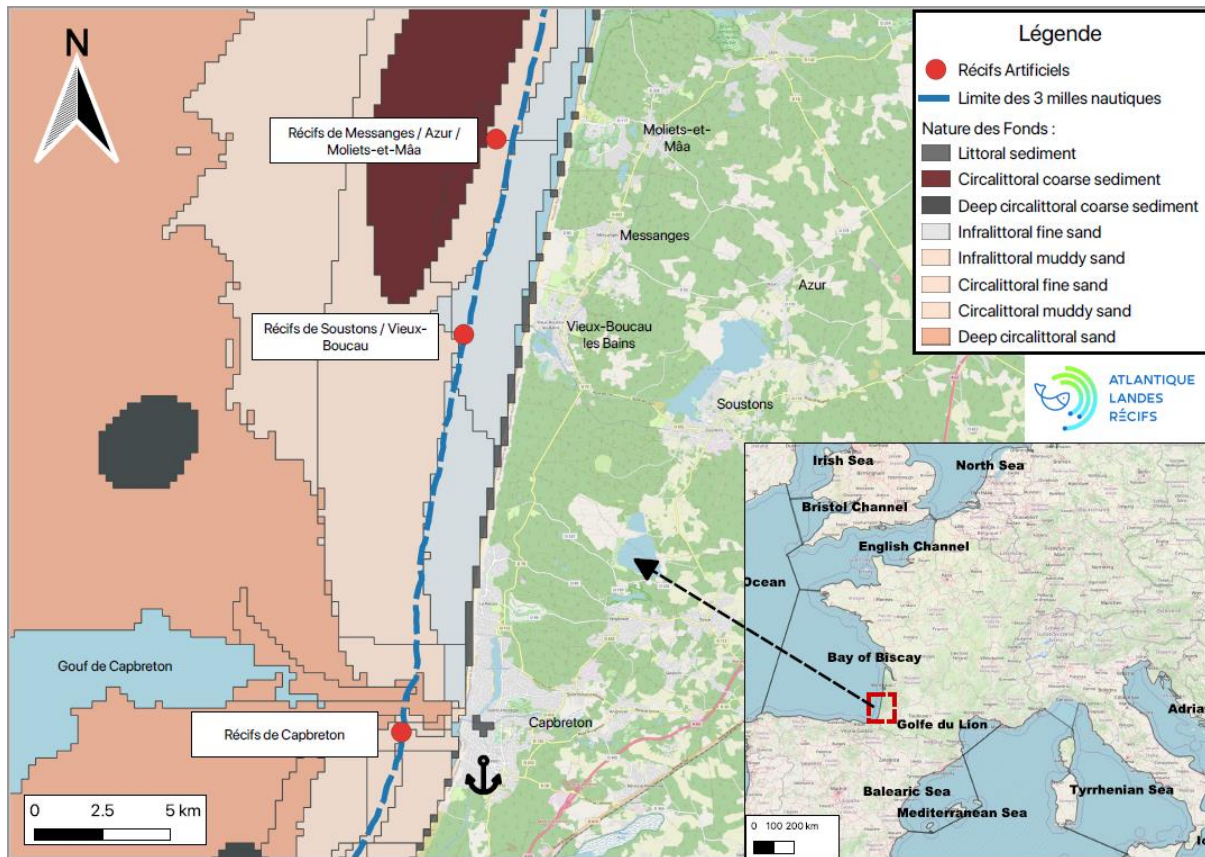 N
Récifs de Messanges / Azur /
Moliets-et-Mâa
Récifs de Soustons / Vieux-
Boucau
Gouf de Capbreton
Récifs de Capbreton
0 2.5 5 km
Moliets-et-
Mâa
Messanges
Azur
Vieux-Boucau
les Bains
Soustons
Capbreton
Légende
Récifs Artificiels
Limite des 3 milles nautiques
Nature des Fonds :
Littoral sediment
Circalittoral coarse sediment
Deep circalittoral coarse sediment
Infralittoral fine sand
Infralittoral muddy sand
Circalittoral fine sand
Circalittoral muddy sand
Deep circalittoral sand
ATLANTIQUE
LANDES
RÉCIFS
Irish Sea
North Sea
Bristol Channel
English Channel
Ocean
Bay of Biscay
Golfe du Lion
Adria
Balearic Sea
Tyrrhenian Sea
Mediterranean Sea
0 100 200 km